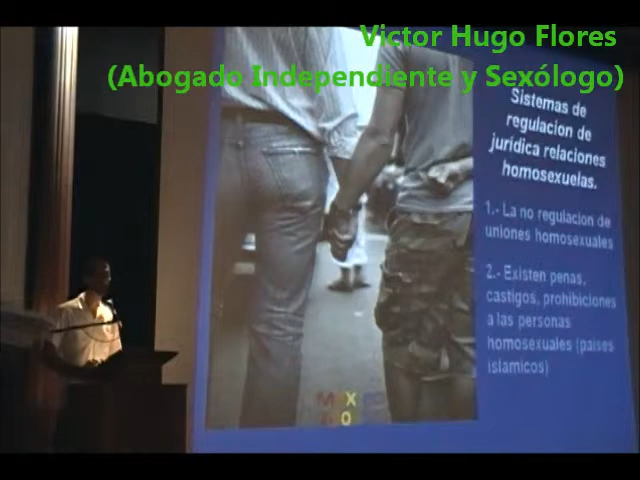 Victor Hugo Flores
(Abogado Independiente y Sexólogo)
Sistemas de
regulacion de
juridica relaciones
homosexuelas.
1.- La no regulacion de
uniones homosexuales
2.- Existen penas,
castigos, prohibiciones
a las personas
homosexuales (paises
islamicos)